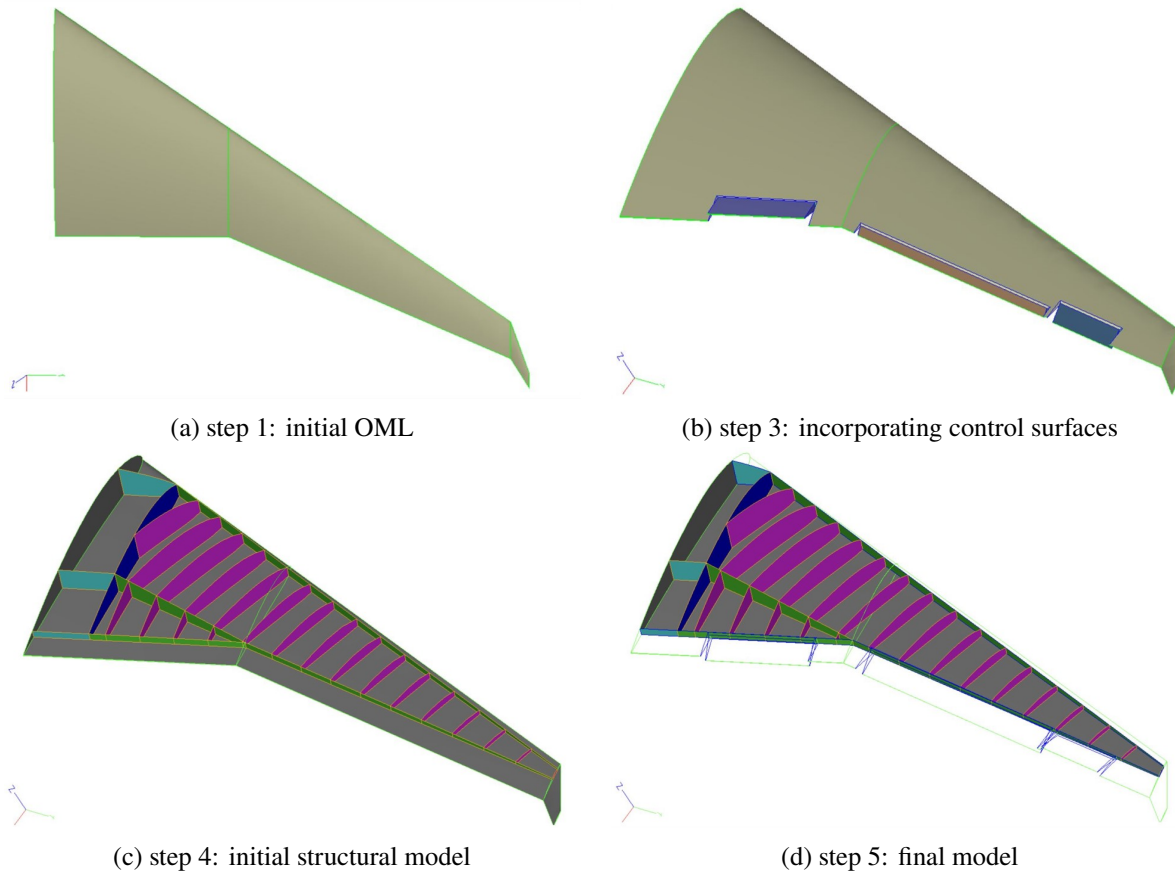 (a) step 1: initial OML
(b) step 3: incorporating control surfaces
(c) step 4: initial structural model
(d) step 5: final model